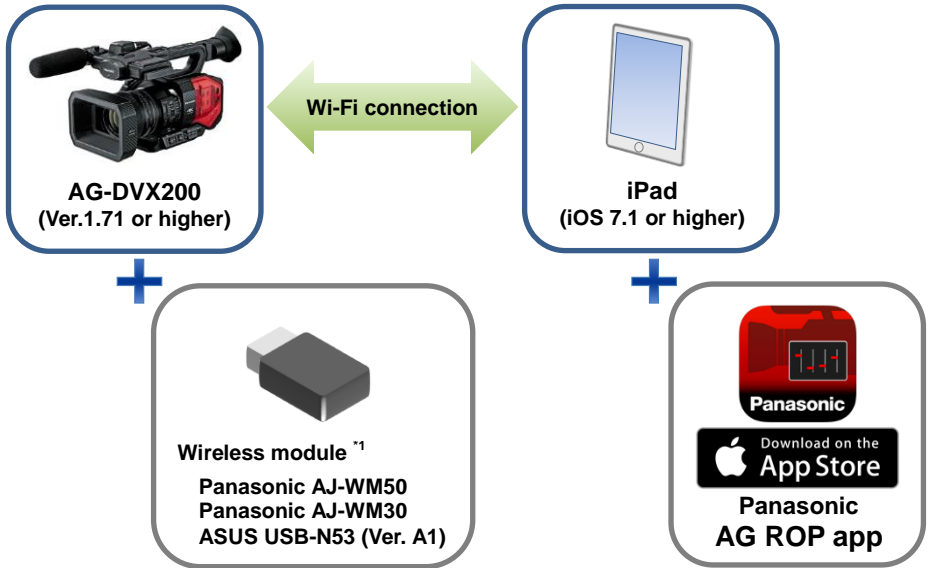 Wi-Fi connection
AG-DVX200
(Ver.1.71 or higher)
iPad
(iOS 7.1 or higher)
Wireless module *1
Panasonic AJ-WM50
Panasonic AJ-WM30
ASUS USB-N53 (Ver. A1)
Panasonic
Download on the
App Store
Panasonic
AG ROP app